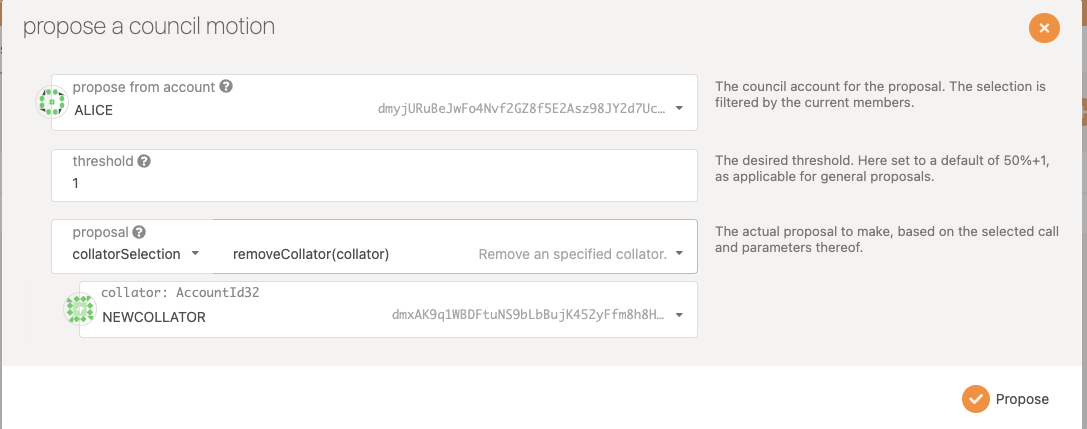 propose a council motion
propose from account
ALICE
dmyjURuBeJwFo4Nvf2GZ8f5E2Asz98JY2d7Uc…
The council account for the proposal. The selection is
filtered by the current members.
threshold
1
The desired threshold. Here set to a default of 50%+1,
as applicable for general proposals.
proposal
collatorSelection
removeCollator(collator)
Remove an specified collator.
The actual proposal to make, based on the selected call
and parameters thereof.
collator: AccountId32
NEWCOLLATOR
dmxAK9q1WBDFtuNS9bLbBujK452yFfm8h8H…
Propose